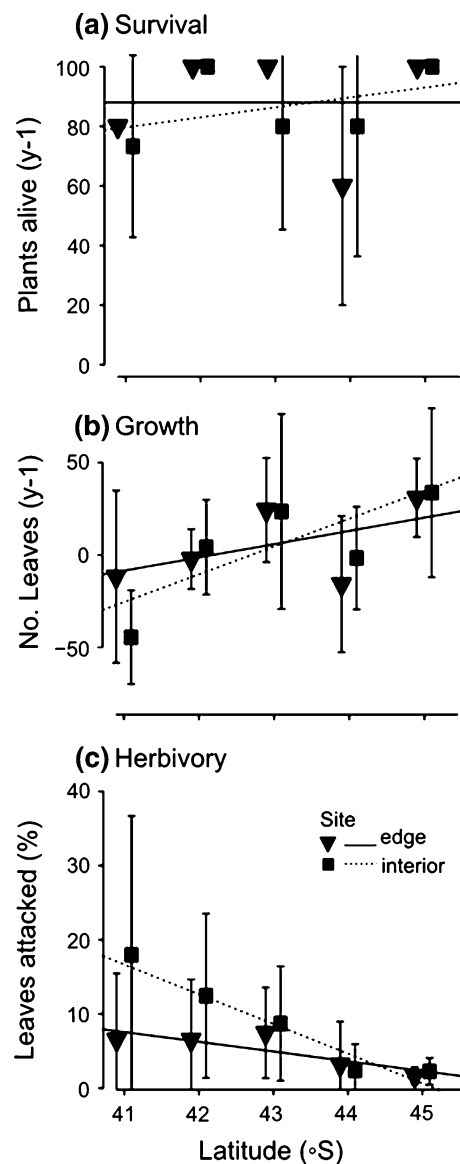 (a) Survival
Plants alive (y-1)
100
80
60
40
20
0
(b) Growth
No. Leaves (y-1)
50
0
−50
(c) Herbivory
Leaves attacked (%)
40
30
20
10
0
Site
edge
interior
41 42 43 44 45
Latitude (∘S)